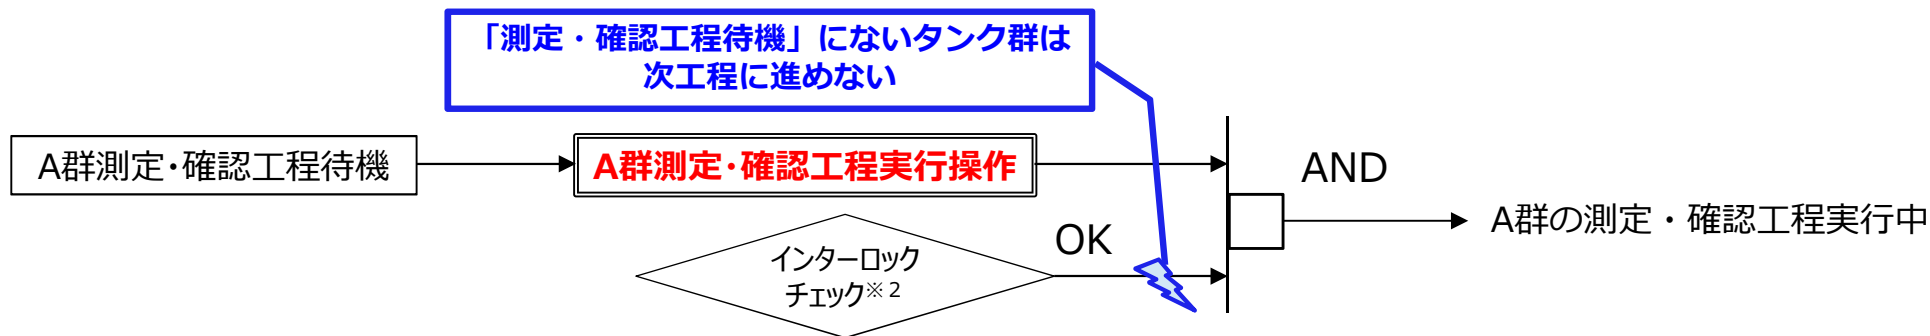 「測定・確認工程待機」にないタンク群は
次工程に進めない
A群測定・確認工程待機
A群測定・確認工程実行操作
AND
A群の測定・確認工程実行中
OK
インターロック
チェック※2